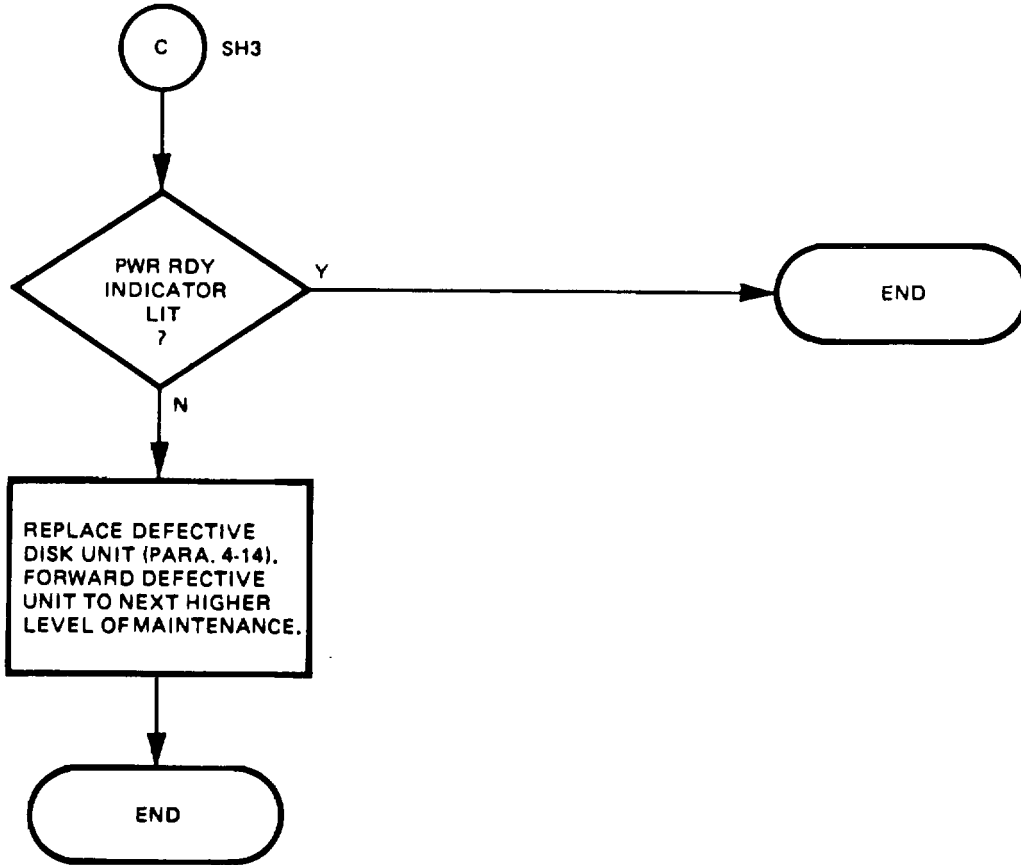 C
SH3
PWR RDY
INDICATOR
LIT
?
Y
END
N
REPLACE DEFECTIVE
DISK UNIT (PARA. 4-14).
FORWARD DEFECTIVE
UNIT TO NEXT HIGHER
LEVEL OF MAINTENANCE.
END